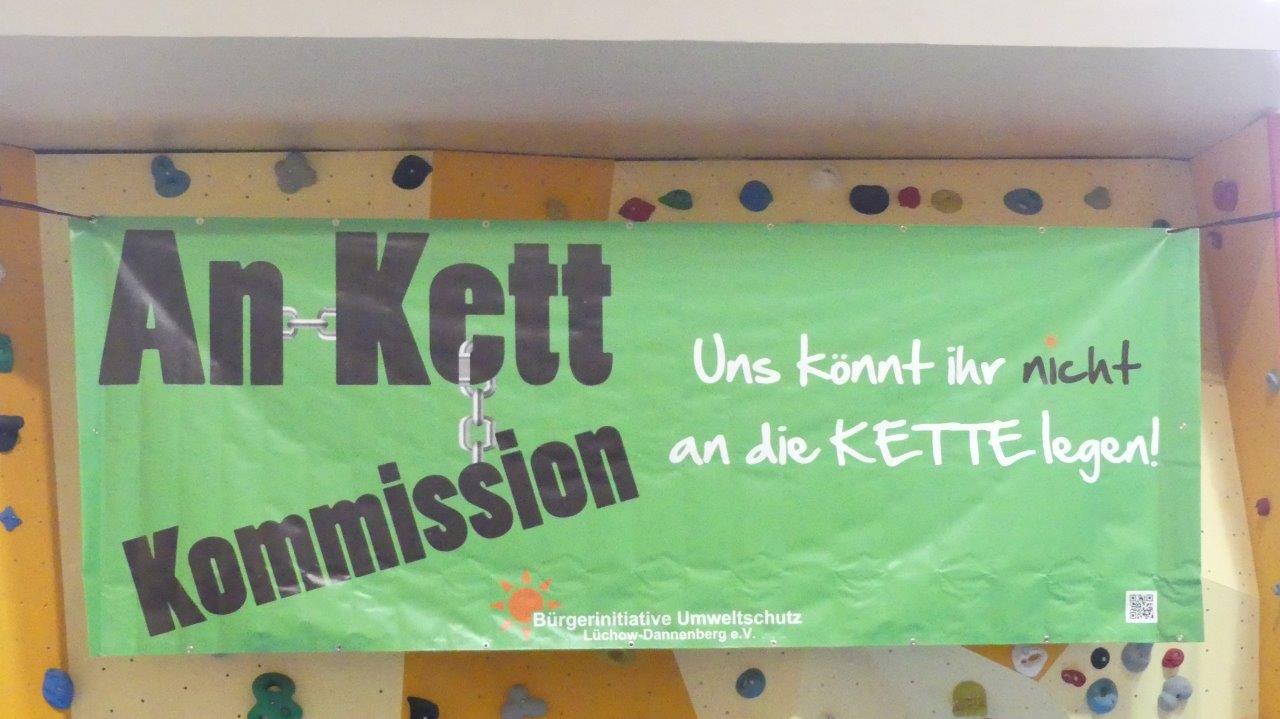 An Kett
Kommission
Uns könnt ihr nicht
an die KETTE legen!
Bürgerinitiative Umweltschutz
Lüchow-Dannenberg e.V.